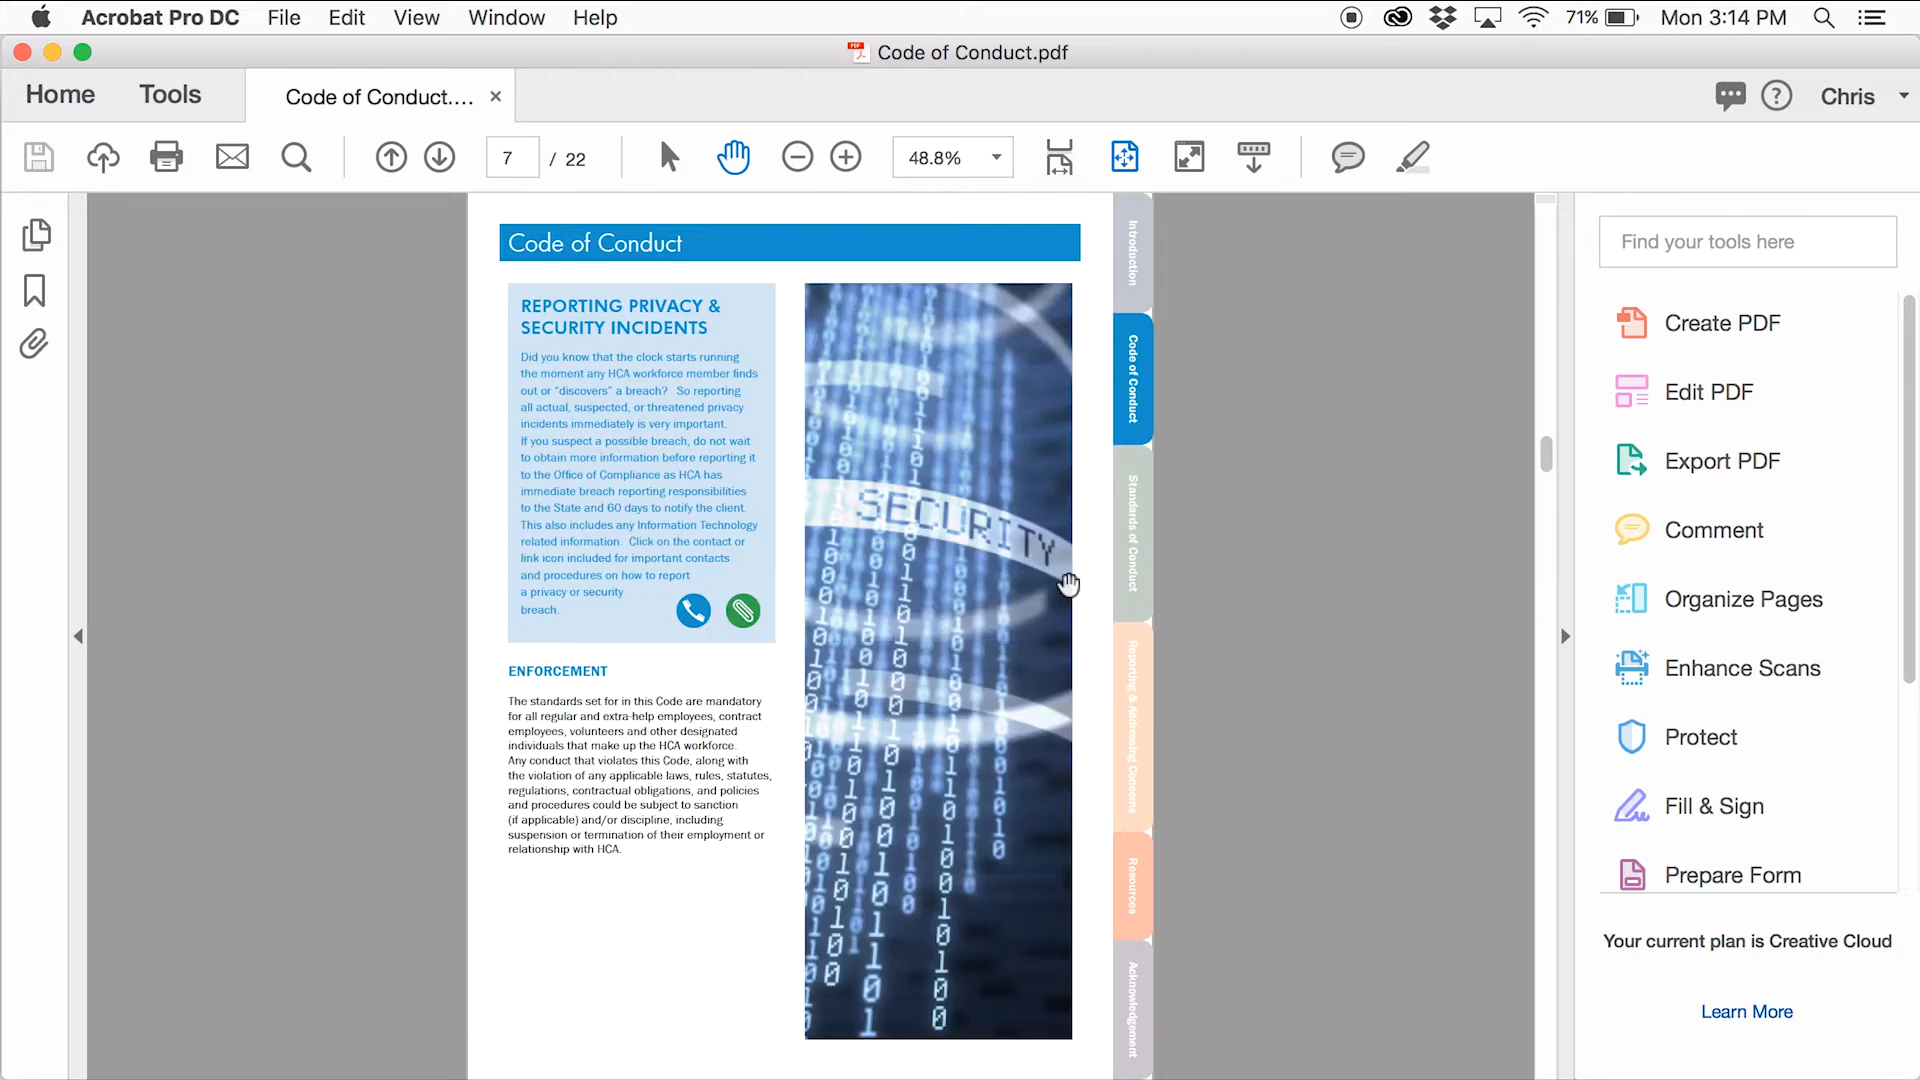 Acrobat Pro DC File Edit View Window Help 71% Mon 3:14 PM
Code of Conduct.pdf
Home Tools Code of Conduct.... × Chris
7 / 22 48.8%
Code of Conduct
REPORTING PRIVACY &
SECURITY INCIDENTS
Did you know that the clock starts running
the moment any HCA workforce member finds
out or “discovers” a breach? So reporting
all actual, suspected, or threatened privacy
incidents immediately is very important.
If you suspect a possible breach, do not wait
to obtain more information before reporting it
to the Office of Compliance as HCA has
immediate breach reporting responsibilities
to the State and 60 days to notify the client.
This also includes any Information Technology
related information. Click on the contact or
link icon included for important contacts
and procedures on how to report
a privacy or security
breach.
ENFORCEMENT
The standards set for in this Code are mandatory
for all regular and extra-help employees, contract
employees, volunteers and other designated
individuals that make up the HCA workforce.
Any conduct that violates this Code, along with
the violation of any applicable laws, rules, statutes,
regulations, contractual obligations, and policies
and procedures could be subject to sanction
(if applicable) and/or discipline, including
suspension or termination of their employment or
relationship with HCA.
SECURITY
Introduction
Code of Conduct
Standards of Conduct
Reporting & Addressing Concerns
Resources
Acknowledgement
Find your tools here
Create PDF
Edit PDF
Export PDF
Comment
Organize Pages
Enhance Scans
Protect
Fill & Sign
Prepare Form
Your current plan is Creative Cloud
Learn More